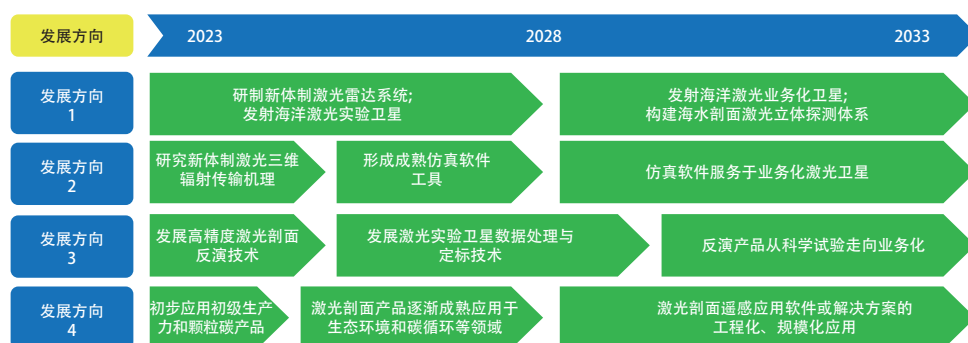 发展方向
2023
2028
2033
发展方向
1
研制新体制激光雷达系统;
发射海洋激光实验卫星
发射海洋激光业务化卫星;
构建海水剖面激光立体探测体系
发展方向
2
研究新体制激光三维
辐射传输机理
形成成熟仿真软件
工具
仿真软件服务于业务化激光卫星
发展方向
3
发展高精度激光剖面
反演技术
发展激光实验卫星数据处理与
定标技术
反演产品从科学试验走向业务化
发展方向
4
初步应用初级生产
力和颗粒碳产品
激光剖面产品逐渐成熟应用于
生态环境和碳循环等领域
激光剖面遥感应用软件或解决方案的
工程化、规模化应用